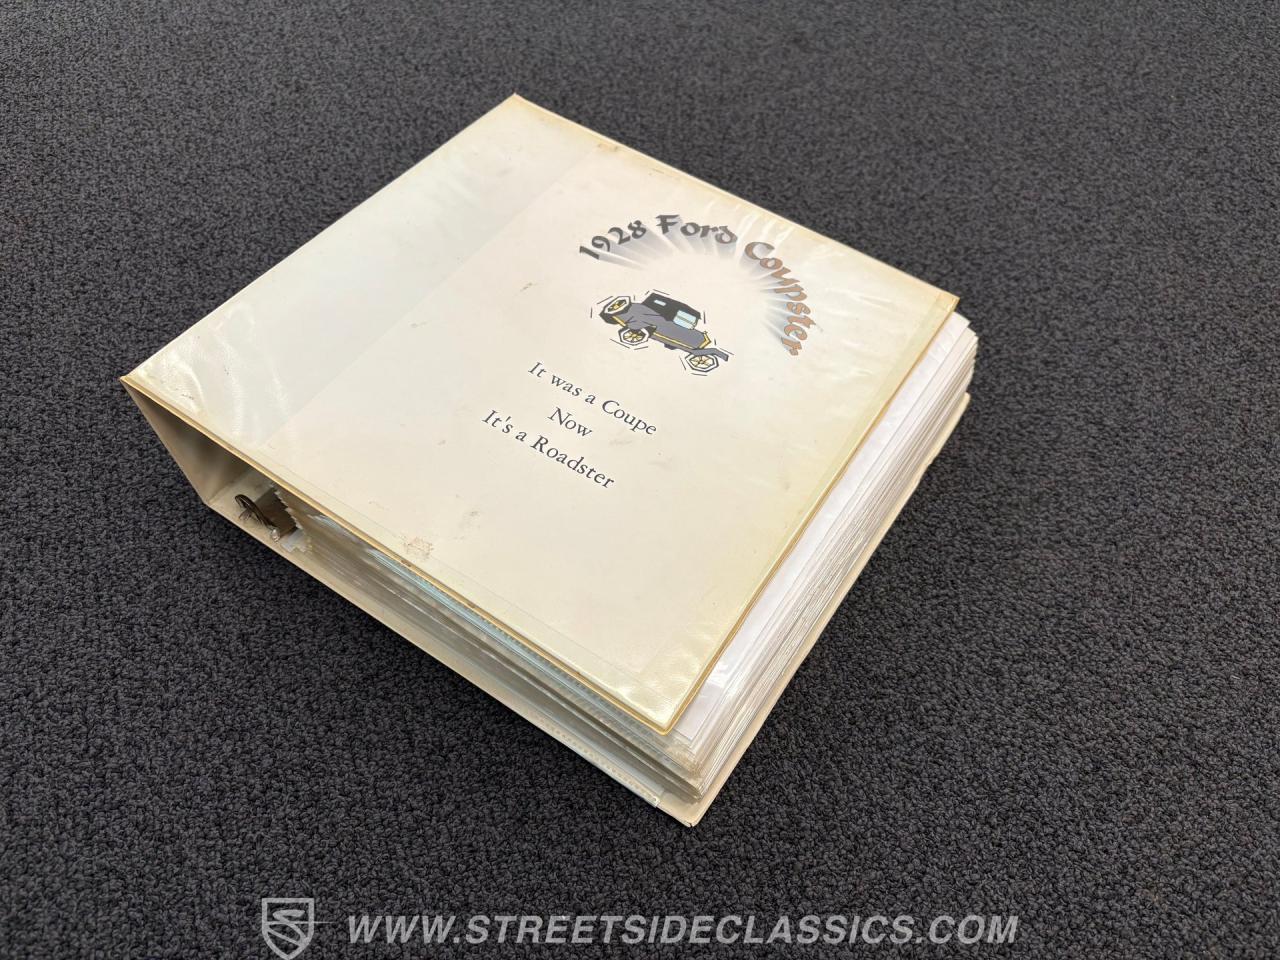 1928 Ford Coupster
It was a Coupe
Now
It's a Roadster
WWW.STREETSIDECLASSICS.COM